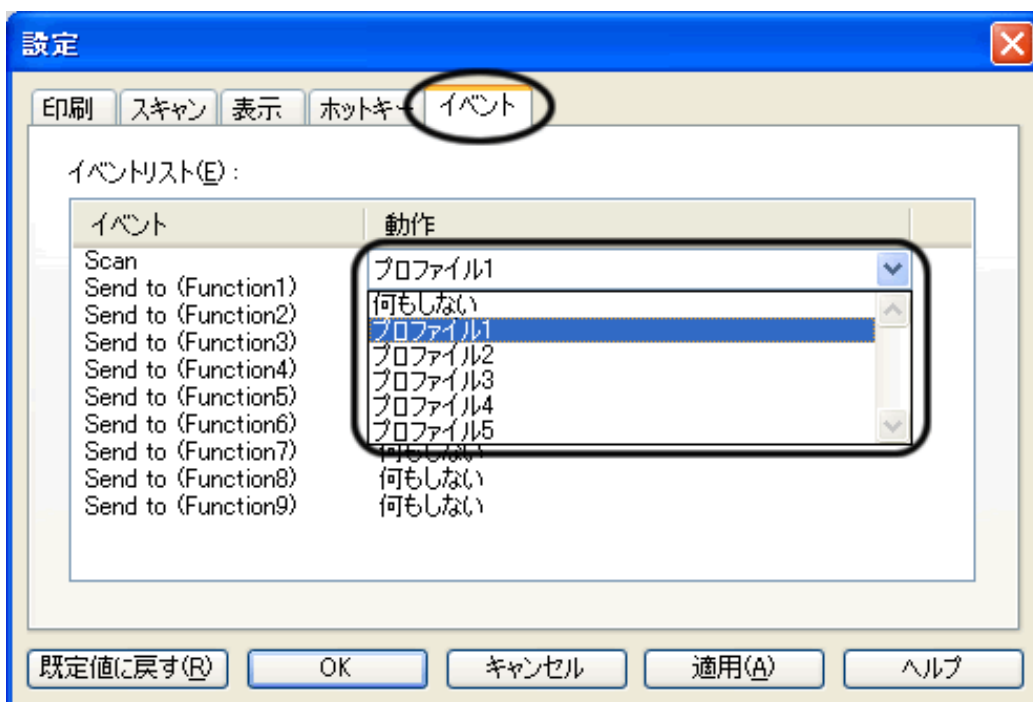 設定
印刷 スキャン 表示 ホットキー イベント
イベントリスト(E):
イベント 動作
Scan プロファイル1
Send to (Function1)
Send to (Function2) 何もしない
Send to (Function3) プロファイル1
Send to (Function4) プロファイル2
Send to (Function5) プロファイル3
Send to (Function6) プロファイル4
プロファイル5
Send to (Function7) 何もしない
Send to (Function8) 何もしない
Send to (Function9) 何もしない
既定値に戻す(R) OK キャンセル 適用(A) ヘルプ